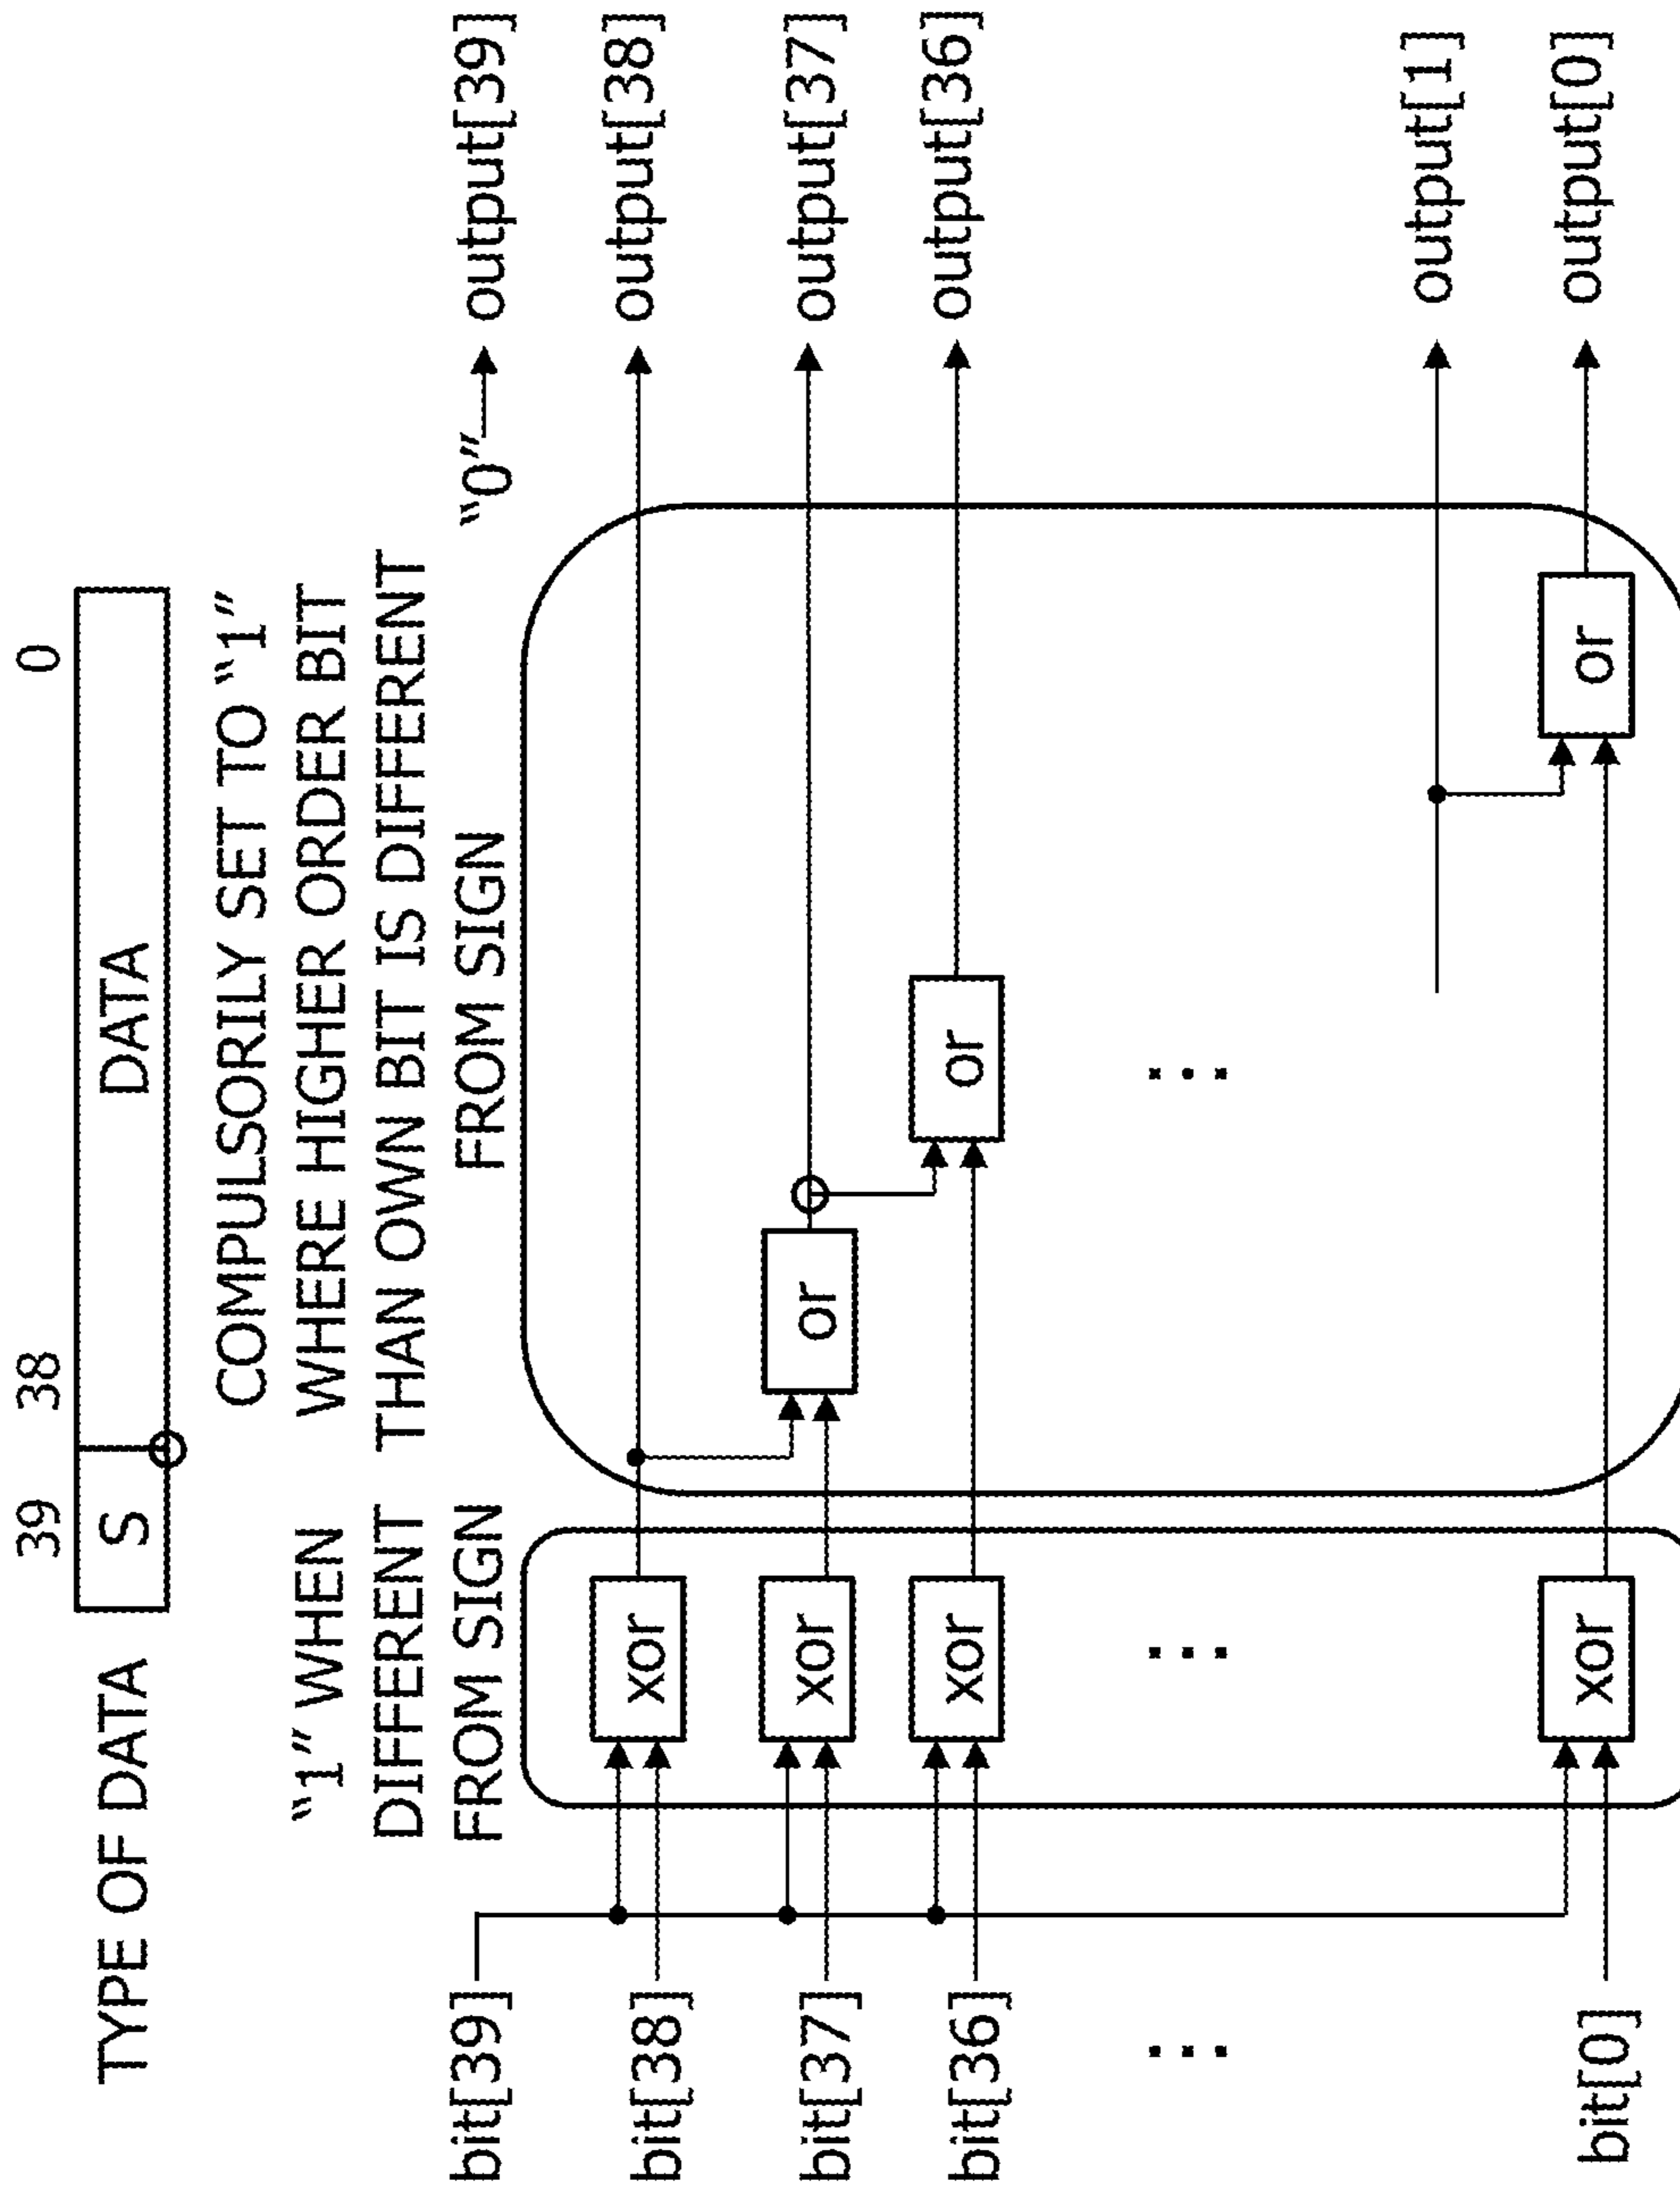 39 38 0
TYPE OF DATA S DATA
"1" WHEN
DIFFERENT
FROM SIGN
COMPULSORILY SET TO "1"
WHERE HIGHER ORDER BIT
THAN OWN BIT IS DIFFERENT
FROM SIGN
bit[39] "0" output[39]
bit[38] xor output[38]
bit[37] xor or output[37]
bit[36] xor or output[36]
... ... ...
output[1]
bit[0] xor or output[0]